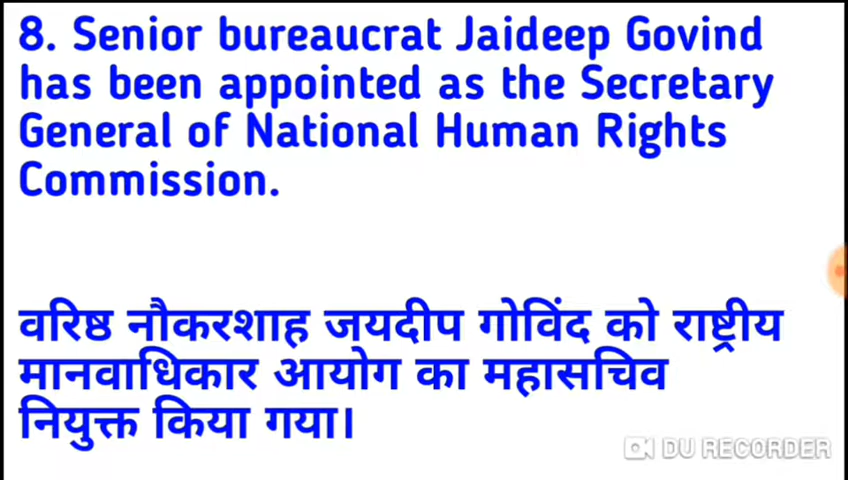 8. Senior bureaucrat Jaideep Govind
has been appointed as the Secretary
General of National Human Rights
Commission.
वरिष्ठ नौकरशाह जयदीप गोविंद को राष्ट्रीय
मानवाधिकार आयोग का महासचिव
नियुक्त किया गया।
DU RECORDER